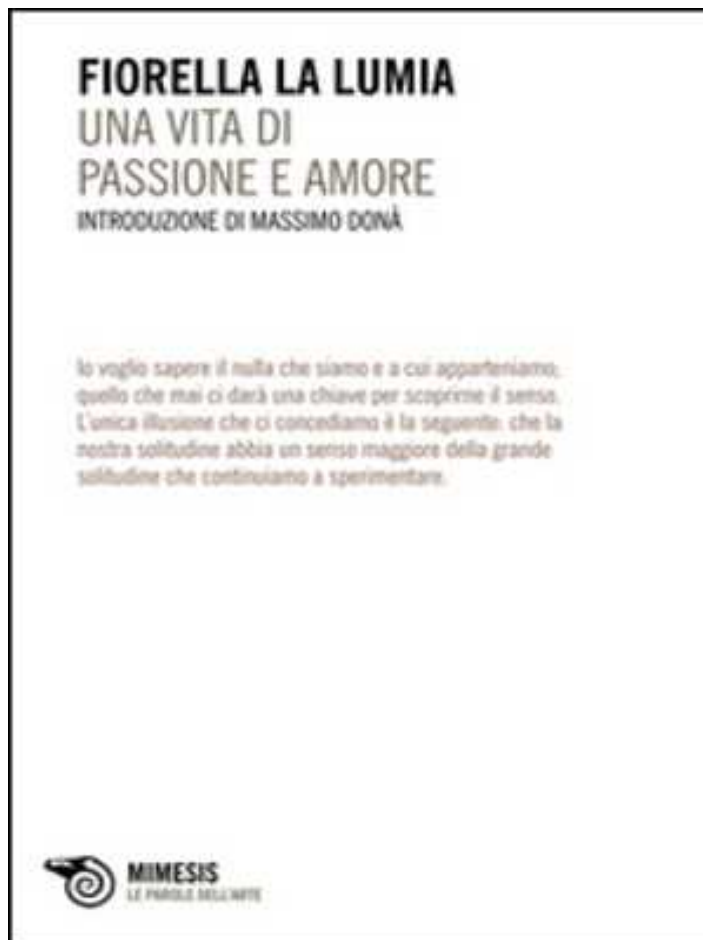 FIORELLA LA LUMIA
UNA VITA DI
PASSIONE E AMORE
INTRODUZIONE DI MASSIMO DONÀ
Io voglio sapere il nulla che siamo e a cui apparteniamo,
quello che mai ci darà una chiave per scoprirne il senso.
L'unica illusione che ci concediamo è la seguente: che la
nostra solitudine abbia un senso maggiore della grande
solitudine che continuiamo a sperimentare.
MIMESIS
LE PAROLE DELL'ARTE